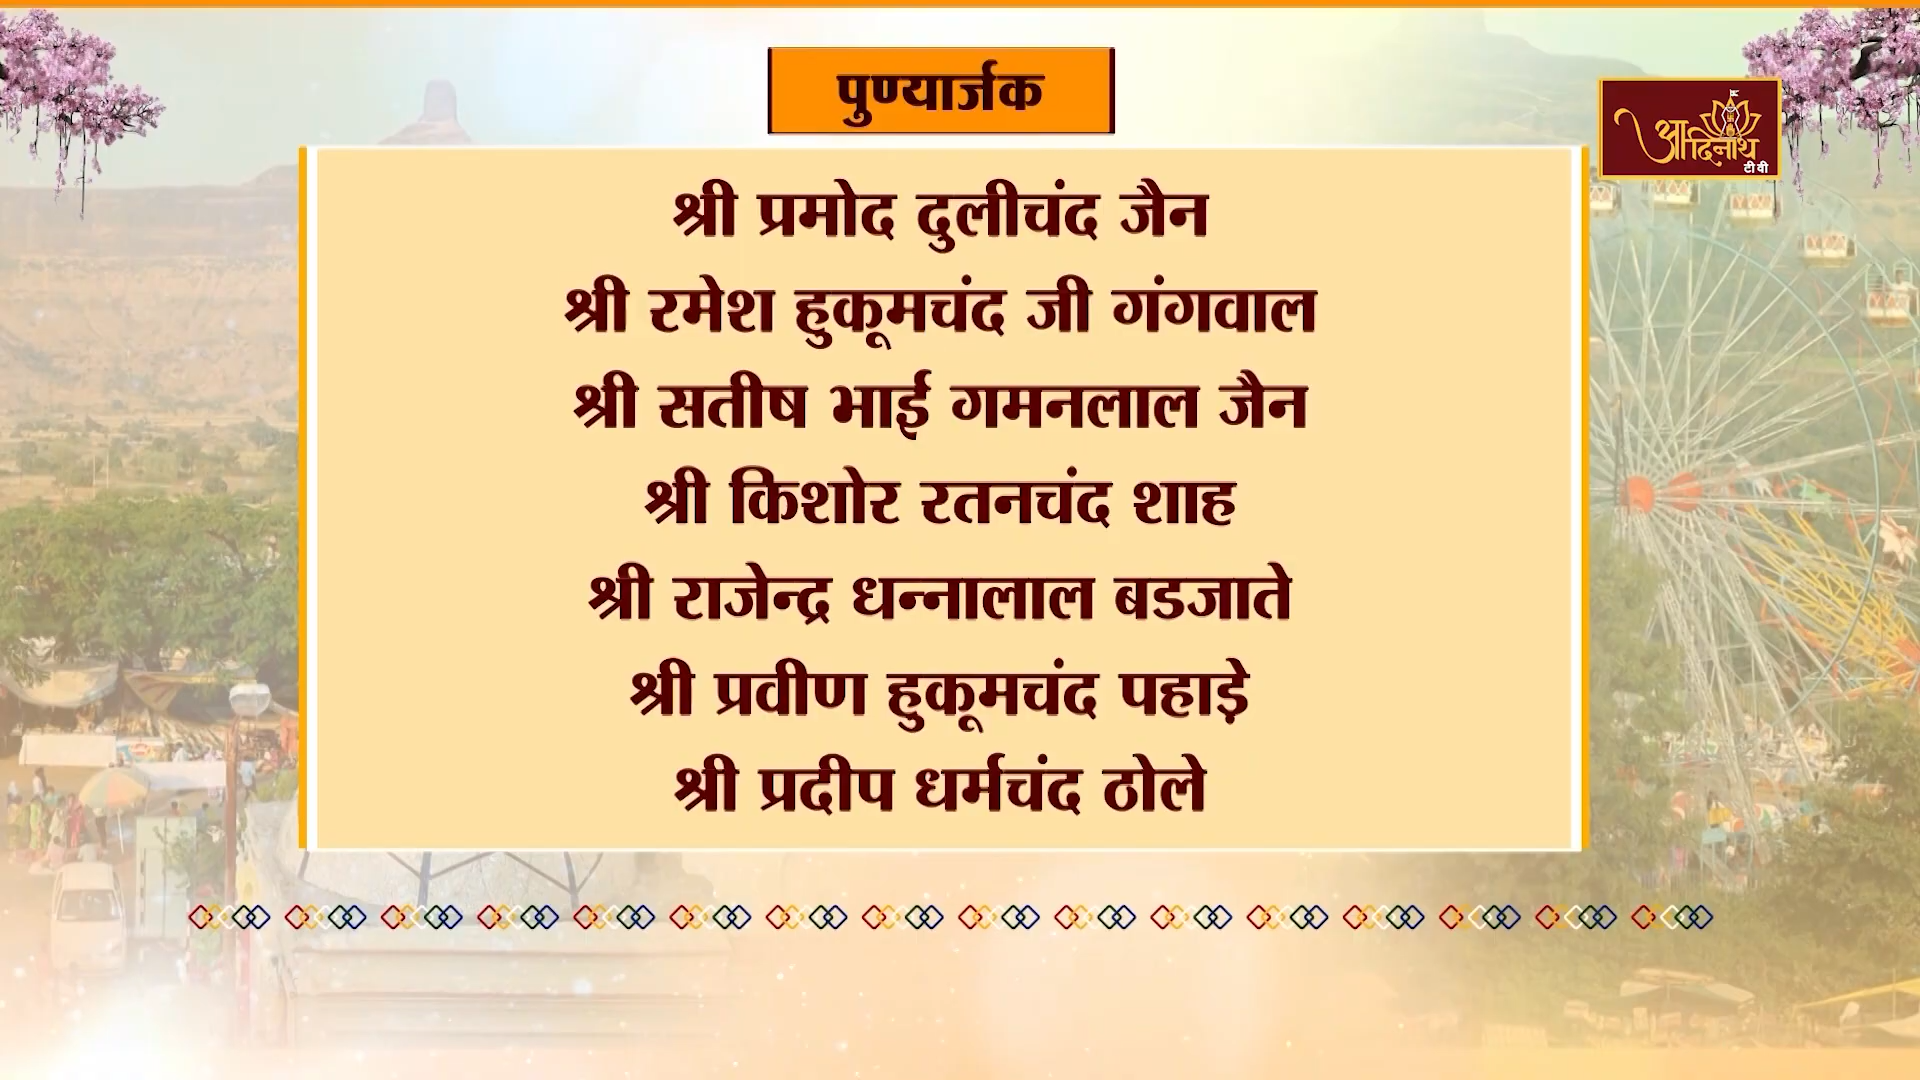 पुण्यार्जक
आदिनाथ
टीवी
श्री प्रमोद दुलीचंद जैन
श्री रमेश हुकूमचंद जी गंगवाल
श्री सतीष भाई गमनलाल जैन
श्री किशोर रतनचंद शाह
श्री राजेन्द्र धन्नालाल बडजाते
श्री प्रवीण हुकूमचंद पहाड़े
श्री प्रदीप धर्मचंद ठोले